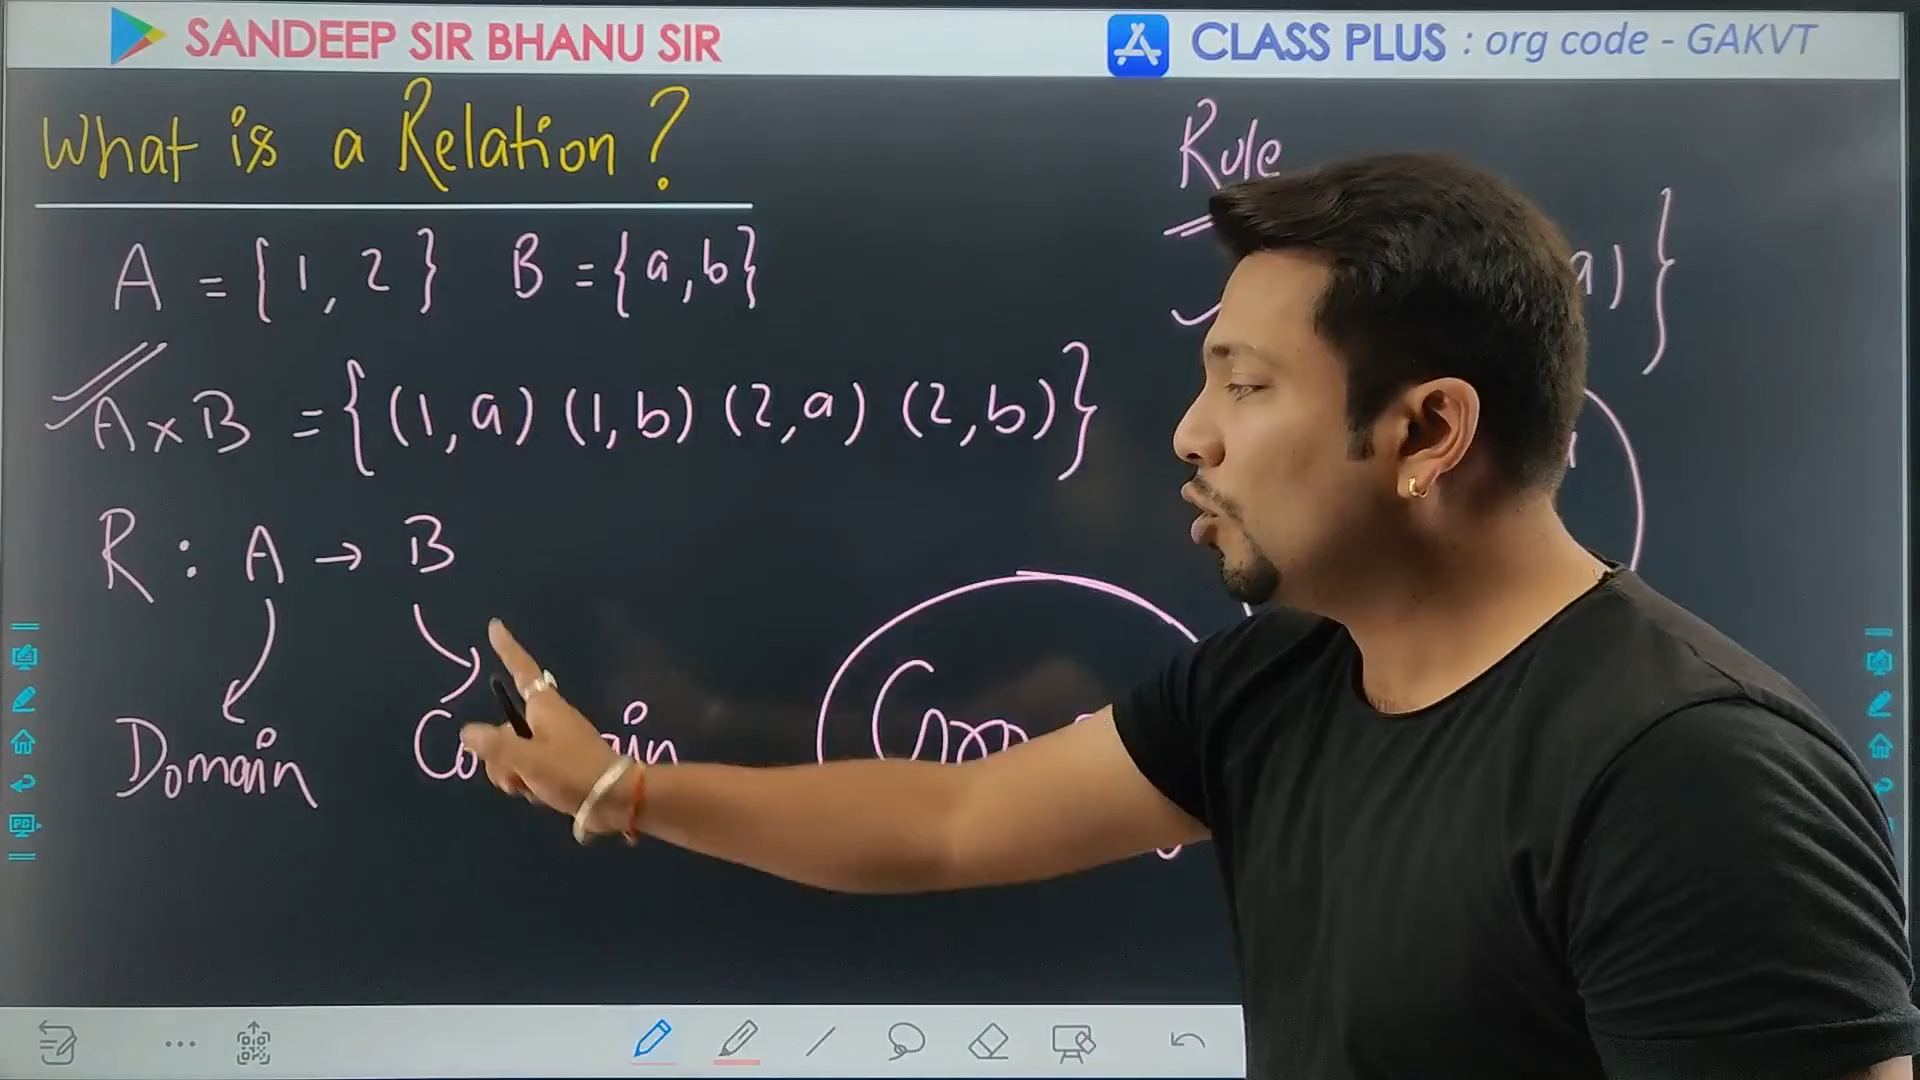 SANDEEP SIR BHANU SIR
CLASS PLUS : org code - GAKVT
What is a Relation?
A = {1, 2} B = {a, b}
A × B = {(1, a) (1, b) (2, a) (2, b)}
R : A → B
Domain
Rule
a)}
PD